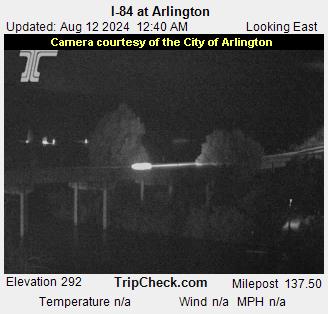 I-84 at Arlington
Updated: Aug 12 2024 12:40 AM Looking East
Camera courtesy of the City of Arlington
Elevation 292 TripCheck.com Milepost 137.50
Temperature n/a Wind n/a MPH n/a